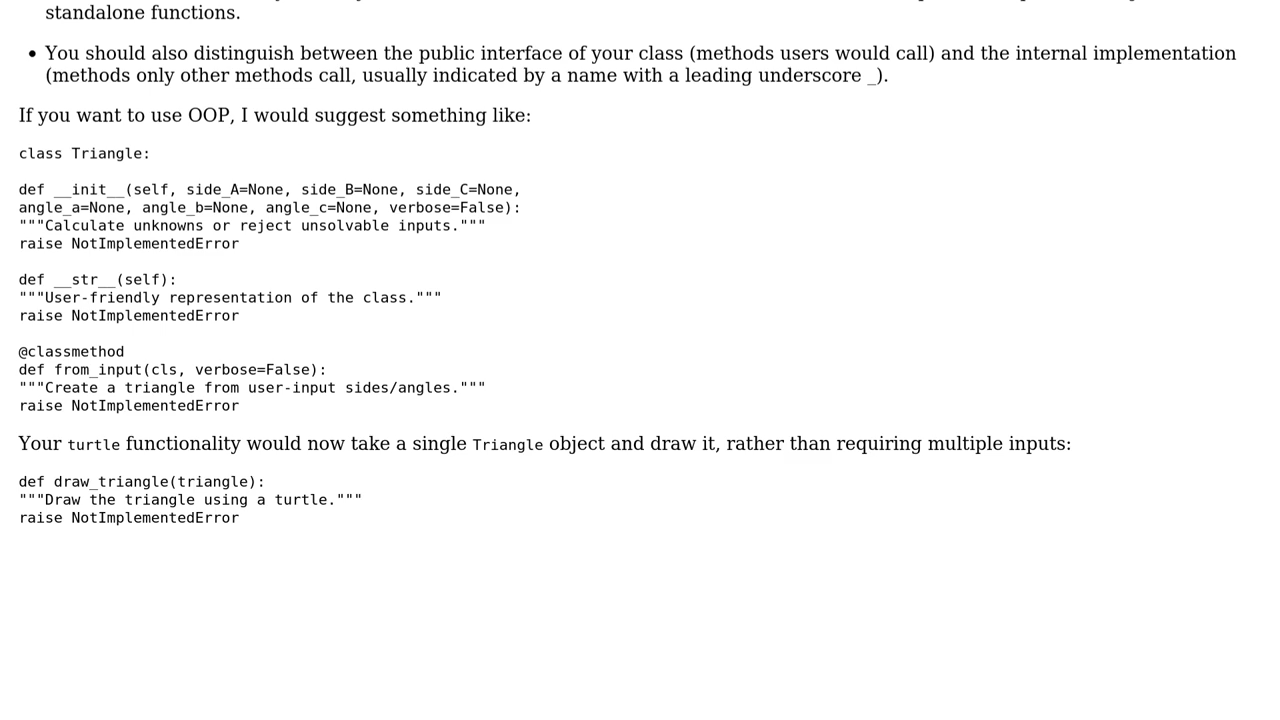 standalone functions.
• You should also distinguish between the public interface of your class (methods users would call) and the internal implementation
(methods only other methods call, usually indicated by a name with a leading underscore _).
If you want to use OOP, I would suggest something like:
class Triangle:
def __init__(self, side_A=None, side_B=None, side_C=None,
angle_a=None, angle_b=None, angle_c=None, verbose=False):
"""Calculate unknowns or reject unsolvable inputs."""
raise NotImplementedError
def __str__(self):
"""User-friendly representation of the class."""
raise NotImplementedError
@classmethod
def from_input(cls, verbose=False):
"""Create a triangle from user-input sides/angles."""
raise NotImplementedError
Your turtle functionality would now take a single Triangle object and draw it, rather than requiring multiple inputs:
def draw_triangle(triangle):
"""Draw the triangle using a turtle."""
raise NotImplementedError